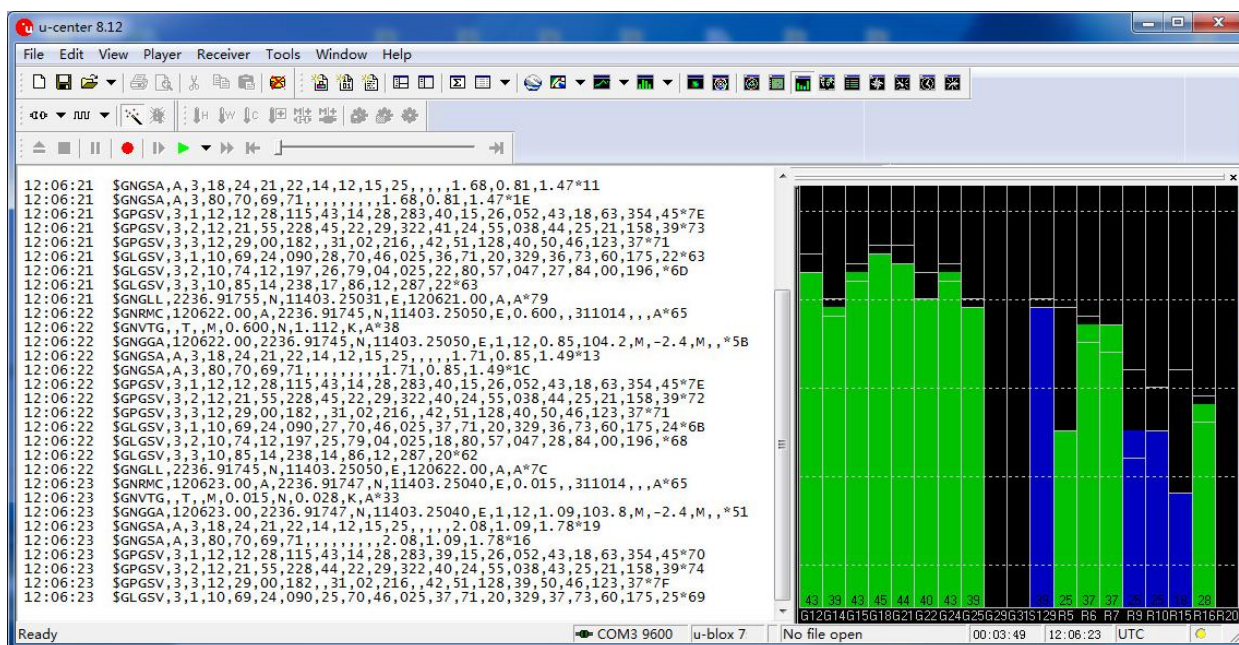 u-center 8.12
File Edit View Player Receiver Tools Window Help
12:06:21 $GNGSA,A,3,18,24,21,22,14,12,15,25,,,,,1.68,0.81,1.47*11
12:06:21 $GNGSA,A,3,80,70,69,71,,,,,,,,,1.68,0.81,1.47*1E
12:06:21 $GPGSV,3,1,12,12,28,115,43,14,28,283,40,15,26,052,43,18,63,354,45*7E
12:06:21 $GPGSV,3,2,12,21,55,228,45,22,29,322,41,24,55,038,44,25,21,158,39*73
12:06:21 $GPGSV,3,3,12,29,00,182,,31,02,216,,42,51,128,40,50,46,123,37*71
12:06:21 $GLGSV,3,1,10,69,24,090,28,70,46,025,36,71,20,329,36,73,60,175,22*63
12:06:21 $GLGSV,3,2,10,74,12,197,26,79,04,025,22,80,57,047,27,84,00,196,*6D
12:06:21 $GLGSV,3,3,10,85,14,238,17,86,12,287,22*63
12:06:21 $GNGLL,2236.91755,N,11403.25031,E,120621.00,A,A*79
12:06:22 $GNRMC,120622.00,A,2236.91745,N,11403.25050,E,0.600,,311014,,,A*65
12:06:22 $GNVTG,,T,,M,0.600,N,1.112,K,A*38
12:06:22 $GNGGA,120622.00,2236.91745,N,11403.25050,E,1,12,0.85,104.2,M,-2.4,M,,*5B
12:06:22 $GNGSA,A,3,18,24,21,22,14,12,15,25,,,,,1.71,0.85,1.49*13
12:06:22 $GNGSA,A,3,80,70,69,71,,,,,,,,,1.71,0.85,1.49*1C
12:06:22 $GPGSV,3,1,12,12,28,115,43,14,28,283,40,15,26,052,43,18,63,354,45*7E
12:06:22 $GPGSV,3,2,12,21,55,228,45,22,29,322,40,24,55,038,44,25,21,158,39*72
12:06:22 $GPGSV,3,3,12,29,00,182,,31,02,216,,42,51,128,40,50,46,123,37*71
12:06:22 $GLGSV,3,1,10,69,24,090,27,70,46,025,37,71,20,329,36,73,60,175,24*6B
12:06:22 $GLGSV,3,2,10,74,12,197,25,79,04,025,18,80,57,047,28,84,00,196,*68
12:06:22 $GLGSV,3,3,10,85,14,238,14,86,12,287,20*62
12:06:22 $GNGLL,2236.91745,N,11403.25050,E,120622.00,A,A*7C
12:06:23 $GNRMC,120623.00,A,2236.91747,N,11403.25040,E,0.015,,311014,,,A*65
12:06:23 $GNVTG,,T,,M,0.015,N,0.028,K,A*33
12:06:23 $GNGGA,120623.00,2236.91747,N,11403.25040,E,1,12,1.09,103.8,M,-2.4,M,,*51
12:06:23 $GNGSA,A,3,18,24,21,22,14,12,15,25,,,,,2.08,1.09,1.78*19
12:06:23 $GNGSA,A,3,80,70,69,71,,,,,,,,,2.08,1.09,1.78*16
12:06:23 $GPGSV,3,1,12,12,28,115,43,14,28,283,39,15,26,052,43,18,63,354,45*70
12:06:23 $GPGSV,3,2,12,21,55,228,44,22,29,322,40,24,55,038,43,25,21,158,39*74
12:06:23 $GPGSV,3,3,12,29,00,182,,31,02,216,,42,51,128,39,50,46,123,37*7F
12:06:23 $GLGSV,3,1,10,69,24,090,25,70,46,025,37,71,20,329,37,73,60,175,25*69
43 39 43 45 44 40 43 39 39 25 37 37 25 25 18 28
G12 G14 G15 G18 G21 G22 G24 G25 G29 G31 S129 R5 R6 R7 R9 R10 R15 R16 R20
Ready COM3 9600 u-blox 7 No file open 00:03:49 12:06:23 UTC